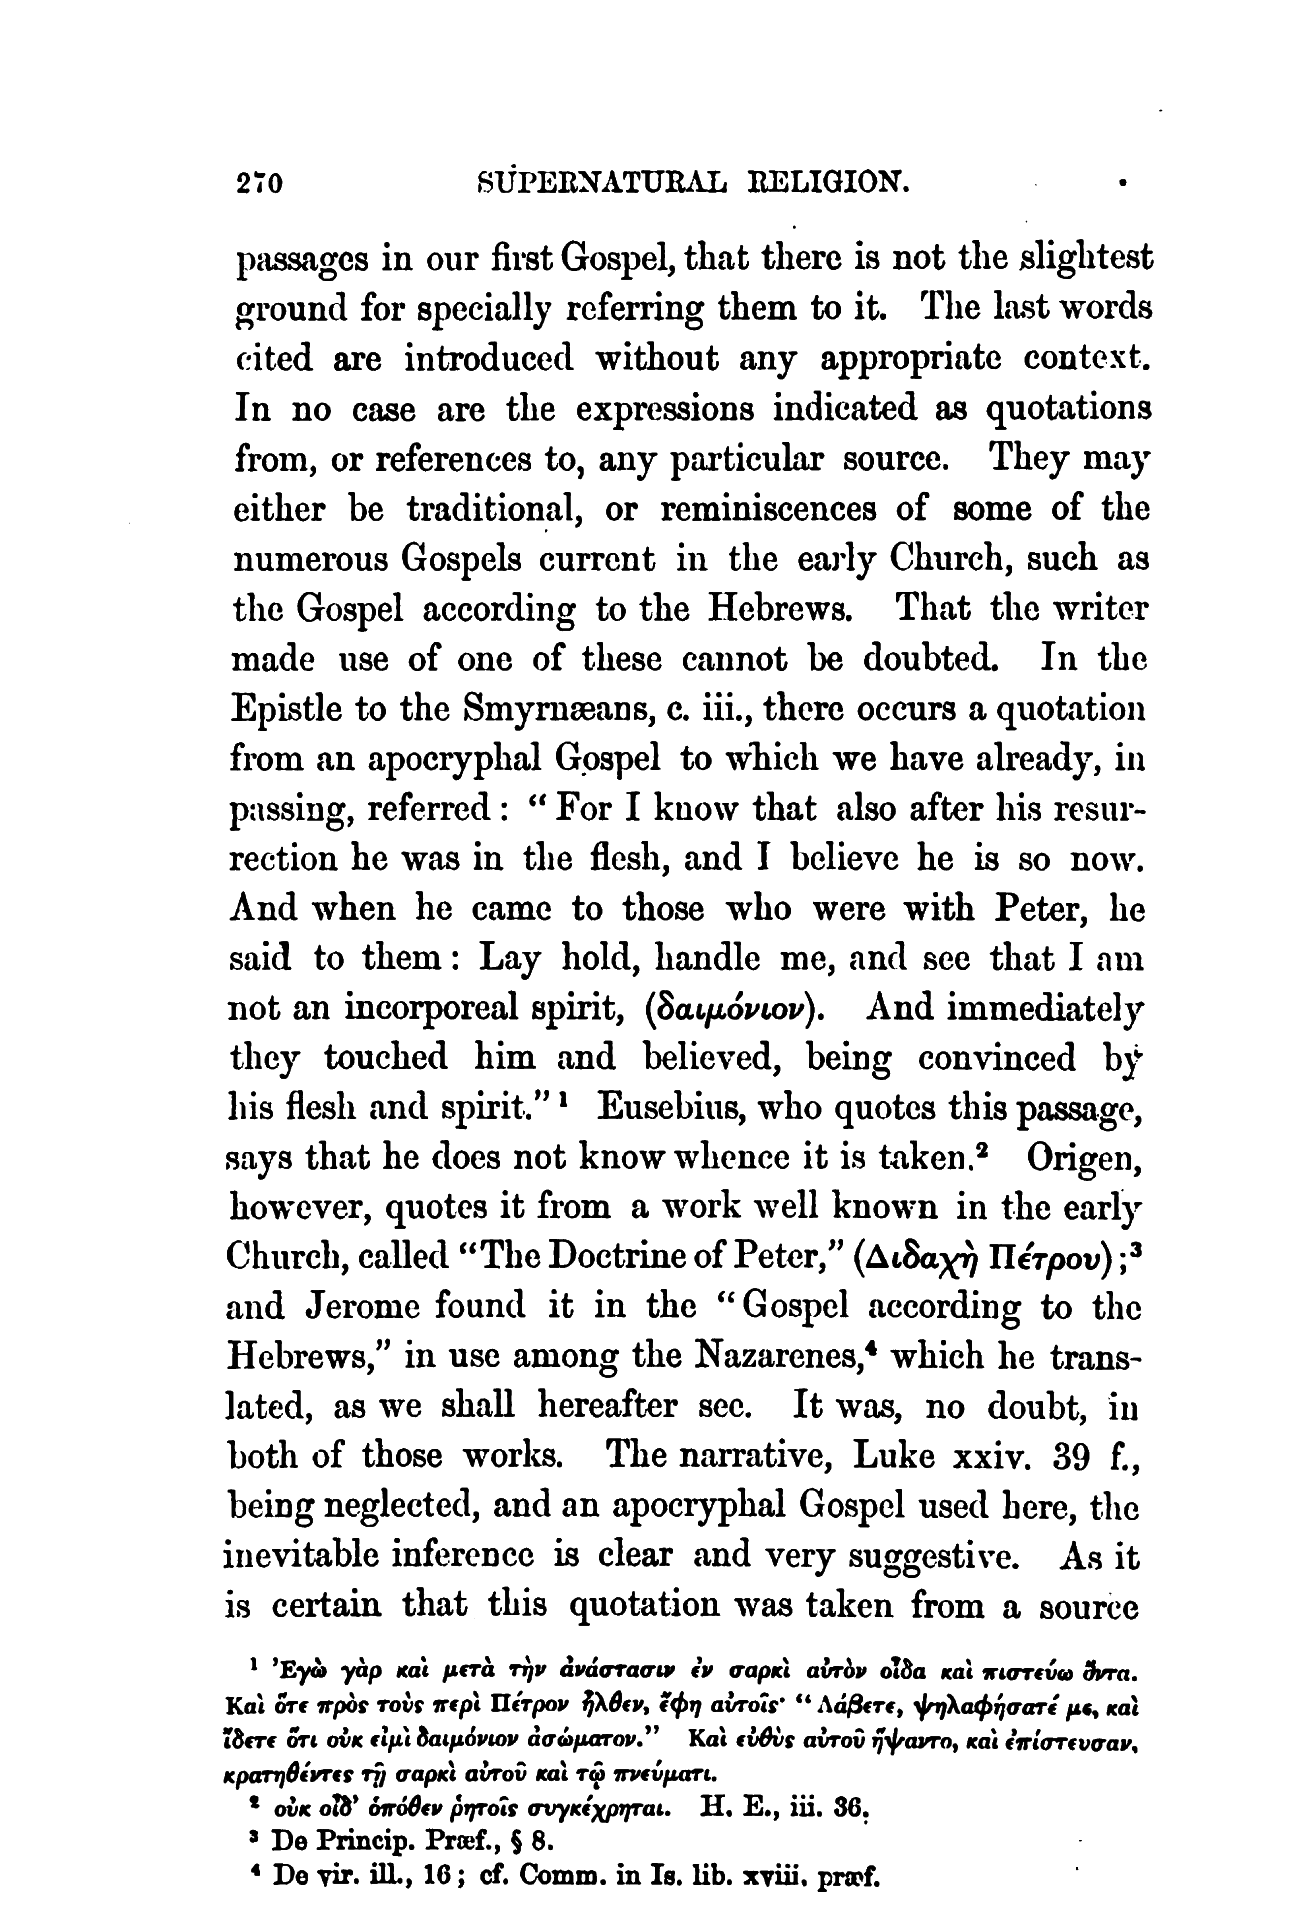 270 SUPERNATURAL RELIGION.
passages in our first Gospel, that there is not the slightest
ground for specially referring them to it. The last words
cited are introduced without any appropriate context.
In no case are the expressions indicated as quotations
from, or references to, any particular source. They may
either be traditional, or reminiscences of some of the
numerous Gospels current in the early Church, such as
the Gospel according to the Hebrews. That the writer
made use of one of these cannot be doubted. In the
Epistle to the Smyrnæans, c. iii., there occurs a quotation
from an apocryphal Gospel to which we have already, in
passing, referred : “ For I know that also after his resur-
rection he was in the flesh, and I believe he is so now.
And when he came to those who were with Peter, he
said to them : Lay hold, handle me, and see that I am
not an incorporeal spirit, (δαιμόνιον). And immediately
they touched him and believed, being convinced by
his flesh and spirit.” ¹ Eusebius, who quotes this passage,
says that he does not know whence it is taken.² Origen,
however, quotes it from a work well known in the early
Church, called “The Doctrine of Peter,” (Διδαχὴ Πέτρου) ;³
and Jerome found it in the “Gospel according to the
Hebrews,” in use among the Nazarenes,⁴ which he trans-
lated, as we shall hereafter see. It was, no doubt, in
both of those works. The narrative, Luke xxiv. 39 f.,
being neglected, and an apocryphal Gospel used here, the
inevitable inference is clear and very suggestive. As it
is certain that this quotation was taken from a source
¹ Ἐγὼ γὰρ καὶ μετὰ τὴν ἀνάστασιν ἐν σαρκὶ αὐτὸν οἶδα καὶ πιστεύω ὄντα.
Καὶ ὅτε πρὸς τοὺς περὶ Πέτρον ἦλθεν, ἔφη αὐτοῖς· “ Λάβετε, ψηλαφήσατέ με, καὶ
ἴδετε ὅτι οὐκ εἰμὶ δαιμόνιον ἀσώματον.” Καὶ εὐθὺς αὐτοῦ ἥψαντο, καὶ ἐπίστευσαν,
κρατηθέντες τῇ σαρκὶ αὐτοῦ καὶ τῷ πνεύματι.
² οὐκ οἶδ’ ὁπόθεν ῥητοῖς συγκέχρηται. H. E., iii. 36.
³ De Princip. Præf., § 8.
⁴ De vir. ill., 16 ; cf. Comm. in Is. lib. xviii. præf.